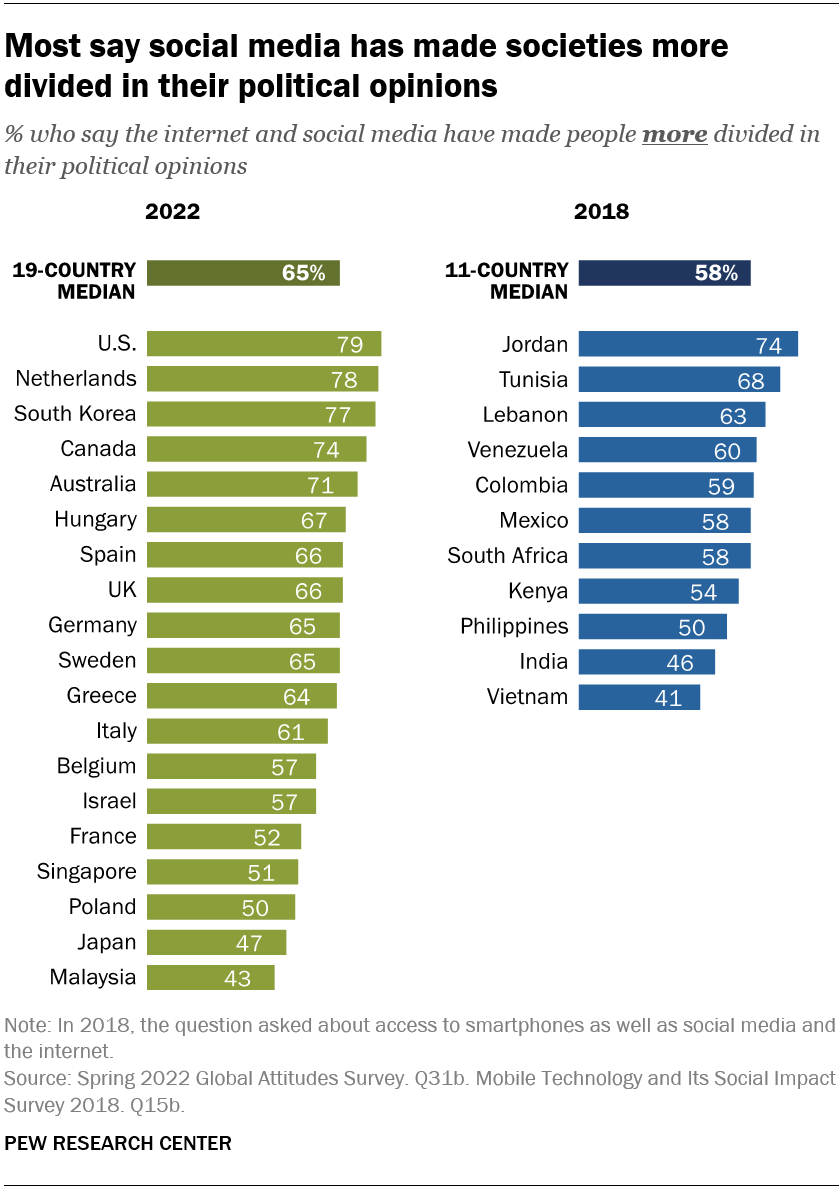 Most say social media has made societies more
divided in their political opinions
% who say the internet and social media have made people more divided in
their political opinions
2022
19-COUNTRY
MEDIAN
65%
U.S. 79
Netherlands 78
South Korea 77
Canada 74
Australia 71
Hungary 67
Spain 66
UK 66
Germany 65
Sweden 65
Greece 64
Italy 61
Belgium 57
Israel 57
France 52
Singapore 51
Poland 50
Japan 47
Malaysia 43
2018
11-COUNTRY
MEDIAN
58%
Jordan 74
Tunisia 68
Lebanon 63
Venezuela 60
Colombia 59
Mexico 58
South Africa 58
Kenya 54
Philippines 50
India 46
Vietnam 41
Note: In 2018, the question asked about access to smartphones as well as social media and
the internet.
Source: Spring 2022 Global Attitudes Survey. Q31b. Mobile Technology and Its Social Impact
Survey 2018. Q15b.
PEW RESEARCH CENTER